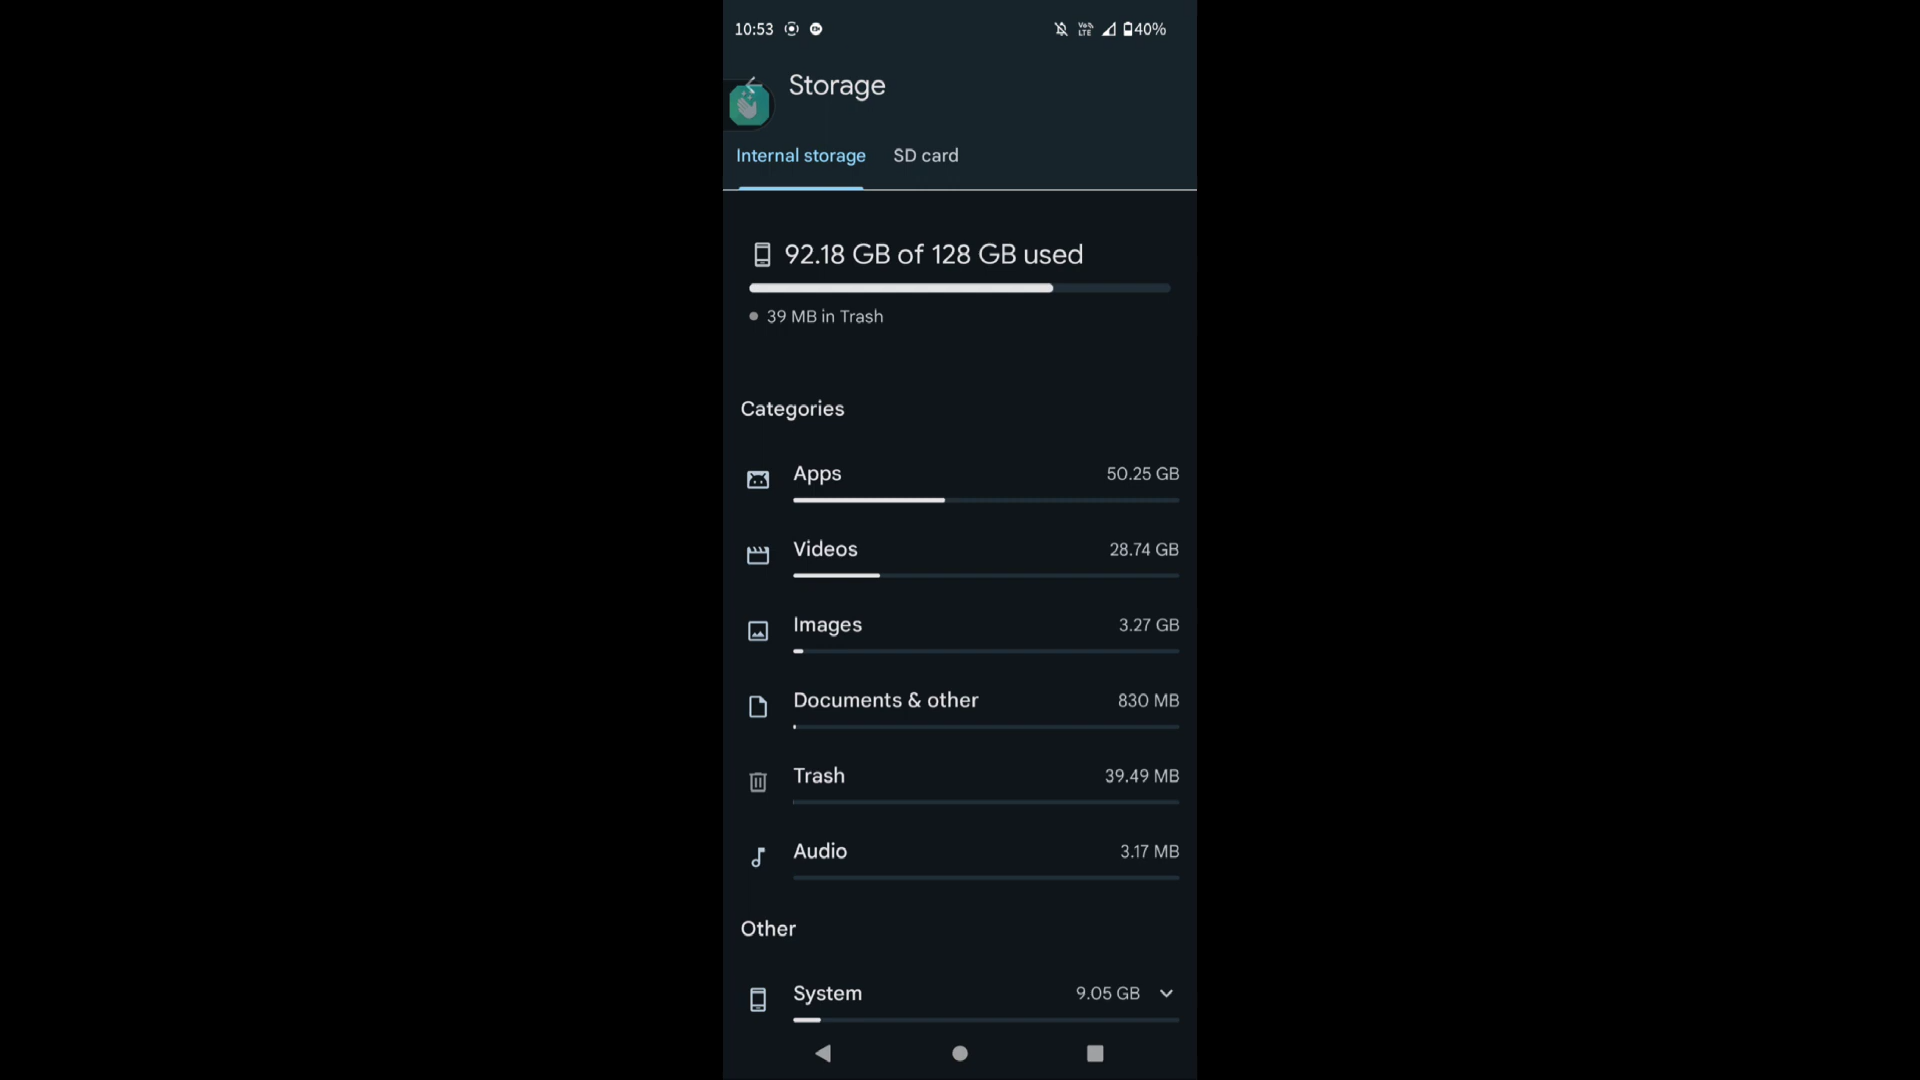 10:53 Vo LTE 40%
Storage
Internal storage SD card
92.18 GB of 128 GB used
39 MB in Trash
Categories
Apps 50.25 GB
Videos 28.74 GB
Images 3.27 GB
Documents & other 830 MB
Trash 39.49 MB
Audio 3.17 MB
Other
System 9.05 GB